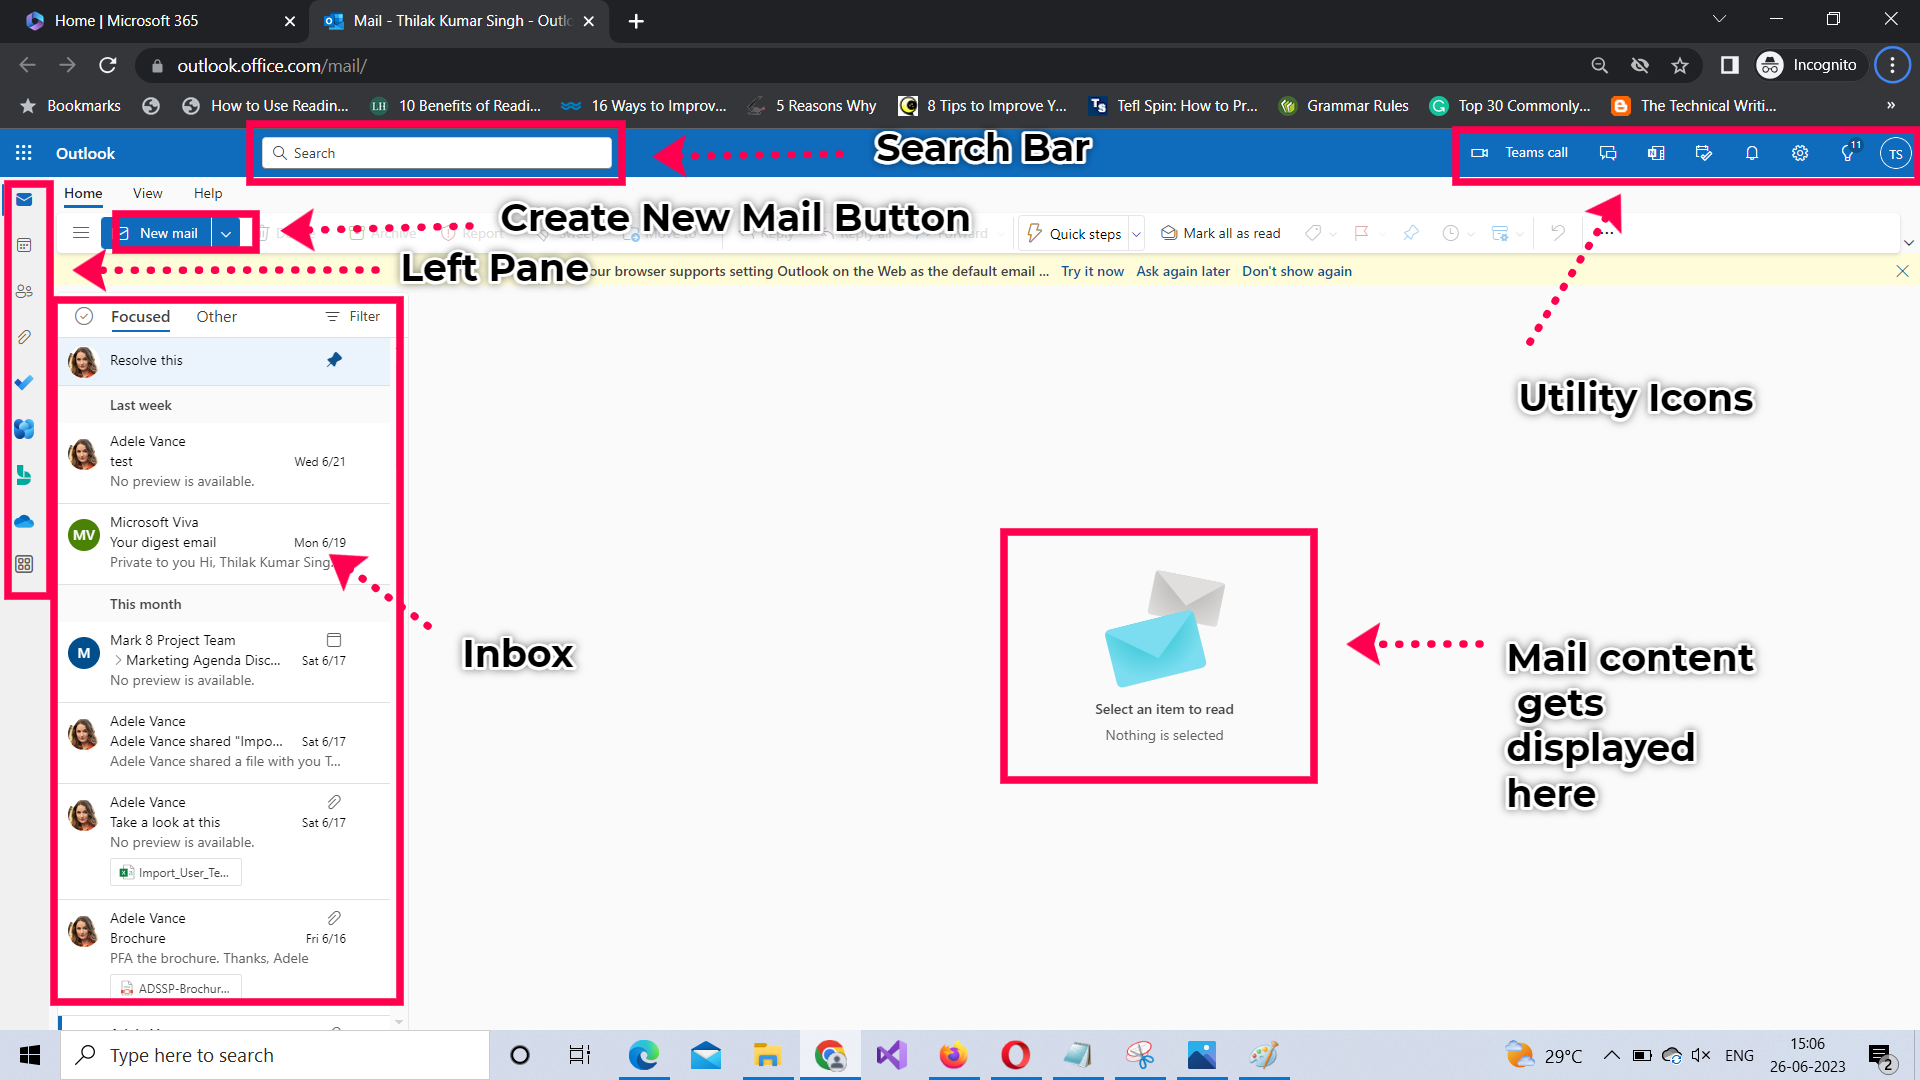 Home | Microsoft 365
Mail - Thilak Kumar Singh - Outlo
outlook.office.com/mail/
Incognito
Bookmarks
How to Use Readin...
LH
10 Benefits of Readi...
16 Ways to Improv...
5 Reasons Why
8 Tips to Improve Y...
Ts
Tefl Spin: How to Pr...
Grammar Rules
Top 30 Commonly...
The Technical Writi...
»
Outlook
Search
Search Bar
Teams call
11
TS
Home
View
Help
New mail
Create New Mail Button
Quick steps
Mark all as read
Left Pane
our browser supports setting Outlook on the Web as the default email ...
Try it now
Ask again later
Don't show again
Focused
Other
Filter
Resolve this
Last week
Adele Vance
test
Wed 6/21
No preview is available.
MV
Microsoft Viva
Your digest email
Mon 6/19
Private to you Hi, Thilak Kumar Sing...
This month
M
Mark 8 Project Team
Marketing Agenda Disc...
Sat 6/17
No preview is available.
Adele Vance
Adele Vance shared "Impo...
Sat 6/17
Adele Vance shared a file with you T...
Adele Vance
Take a look at this
Sat 6/17
No preview is available.
Import_User_Te...
Adele Vance
Brochure
Fri 6/16
PFA the brochure. Thanks, Adele
ADSSP-Brochur...
Inbox
Utility Icons
Select an item to read
Nothing is selected
Mail content
gets
displayed
here
Type here to search
29°C
ENG
15:06
26-06-2023
2